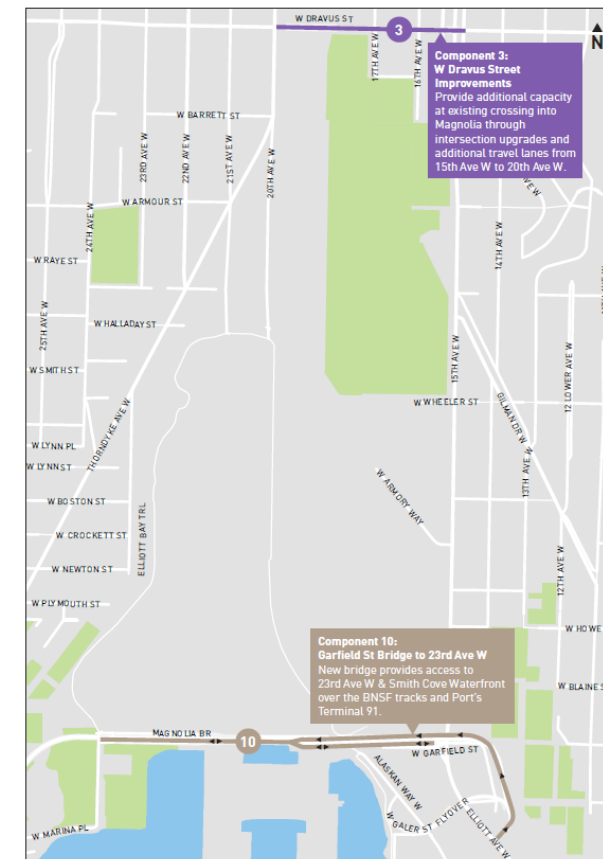 W DRAVUS ST
3
N
17TH AVE W
16TH AVE W
Component 3:
W Dravus Street
Improvements
Provide additional capacity
at existing crossing into
Magnolia through
intersection upgrades and
additional travel lanes from
15th Ave W to 20th Ave W.
W BARRETT ST
23RD AVE W
22ND AVE W
21ST AVE W
20TH AVE W
W ARMOUR ST
24TH AVE W
14TH AVE W
W RAYE ST
25TH AVE W
W HALLADAY ST
15TH AVE W
W SMITH ST
12 LOWER AVE W
GILMAN DR W
W WHEELER ST
THORNDYKE AVE W
W LYNN PL
W LYNN ST
W ARMORY WAY
13TH AVE W
W BOSTON ST
ELLIOTT BAY TRL
W CROCKETT ST
W NEWTON ST
12TH AVE W
W PLYMOUTH ST
W HOWE
Component 10:
Garfield St Bridge to 23rd Ave W
New bridge provides access to
23rd Ave W & Smith Cove Waterfront
over the BNSF tracks and Port's
Terminal 91.
W BLAINE S
MAGNOLIA BR
10
W GARFIELD ST
ALASKAN WAY W
W GALER ST FLYOVER
ELLIOTT AVE W
W MARINA PL